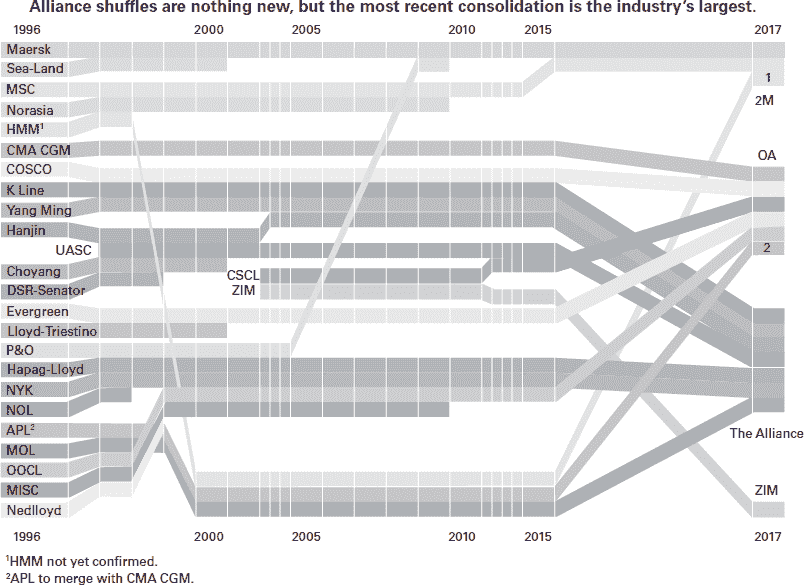 Alliance shuffles are nothing new, but the most recent consolidation is the industry's largest.
1996 2000 2005 2010 2015 2017
Maersk
Sea-Land
MSC
Norasia
HMM¹
CMA CGM
COSCO
K Line
Yang Ming
Hanjin
UASC
Choyang
DSR-Senator
Evergreen
Lloyd-Triestino
P&O
Hapag-Lloyd
NYK
NOL
APL²
MOL
OOCL
MISC
Nedlloyd
CSCL
ZIM
1
2M
OA
2
The Alliance
ZIM
1996 2000 2005 2010 2015 2017
¹HMM not yet confirmed.
²APL to merge with CMA CGM.